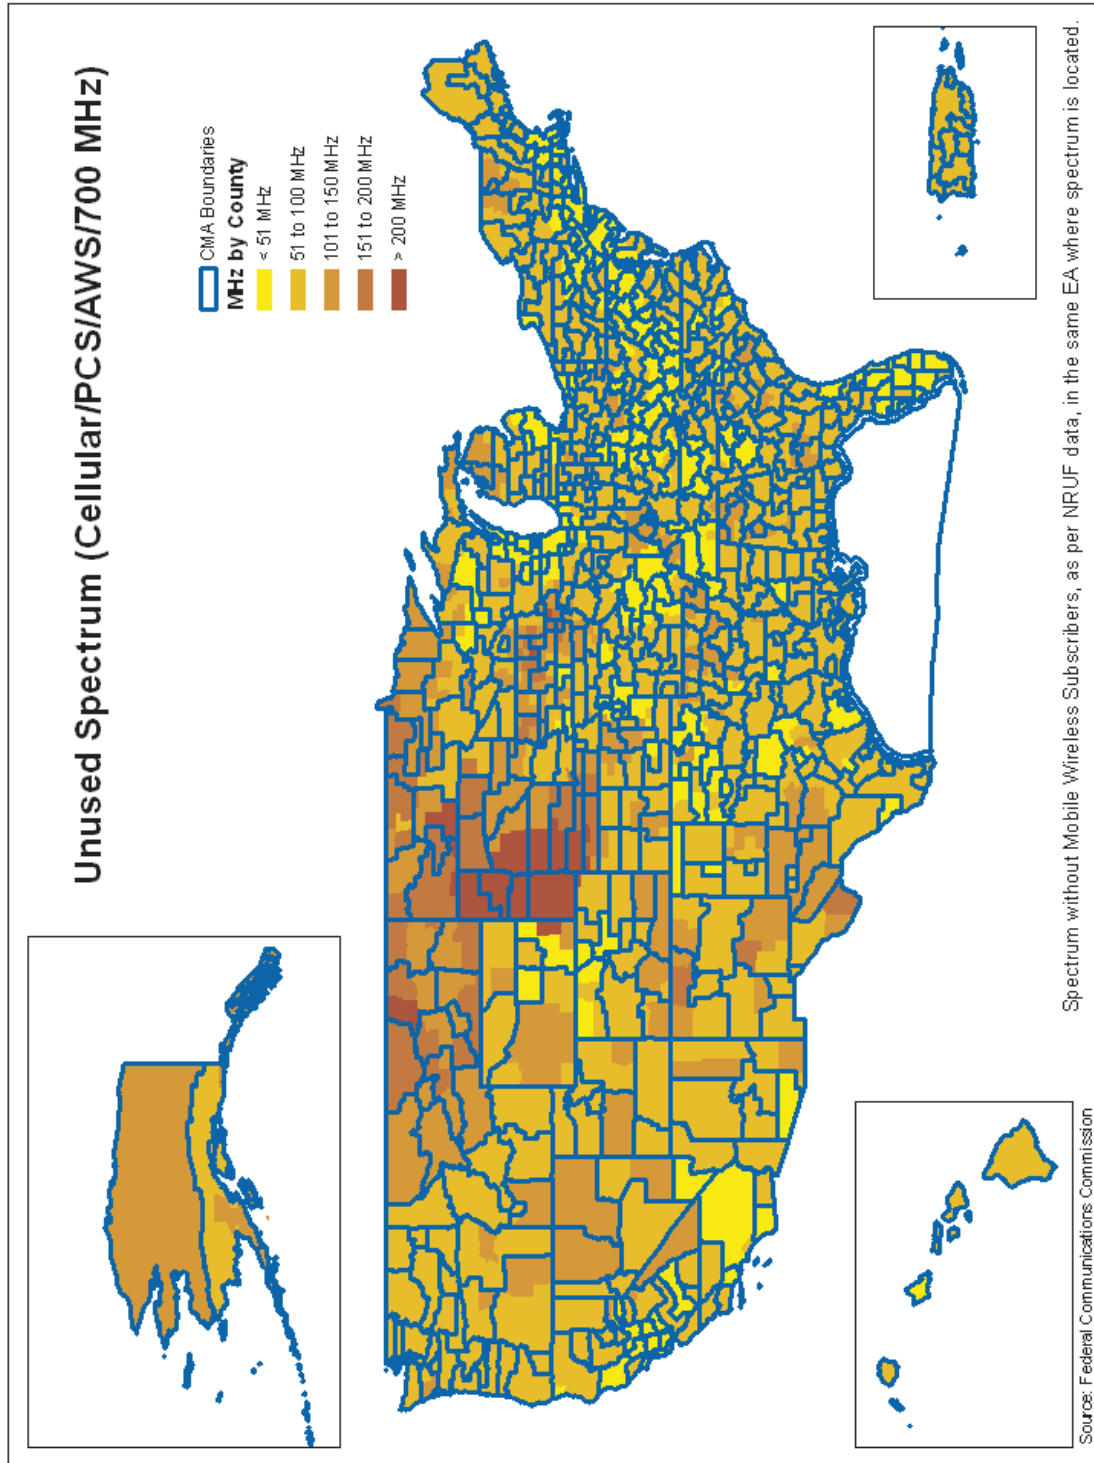 Unused Spectrum (Cellular/PCS/AWS/700 MHz)
CMA Boundaries
MHz by County
< 51 MHz
51 to 100 MHz
101 to 150 MHz
151 to 200 MHz
> 200 MHz
Spectrum without Mobile Wireless Subscribers, as per NRUF data, in the same EA where spectrum is located.
Source: Federal Communications Commission